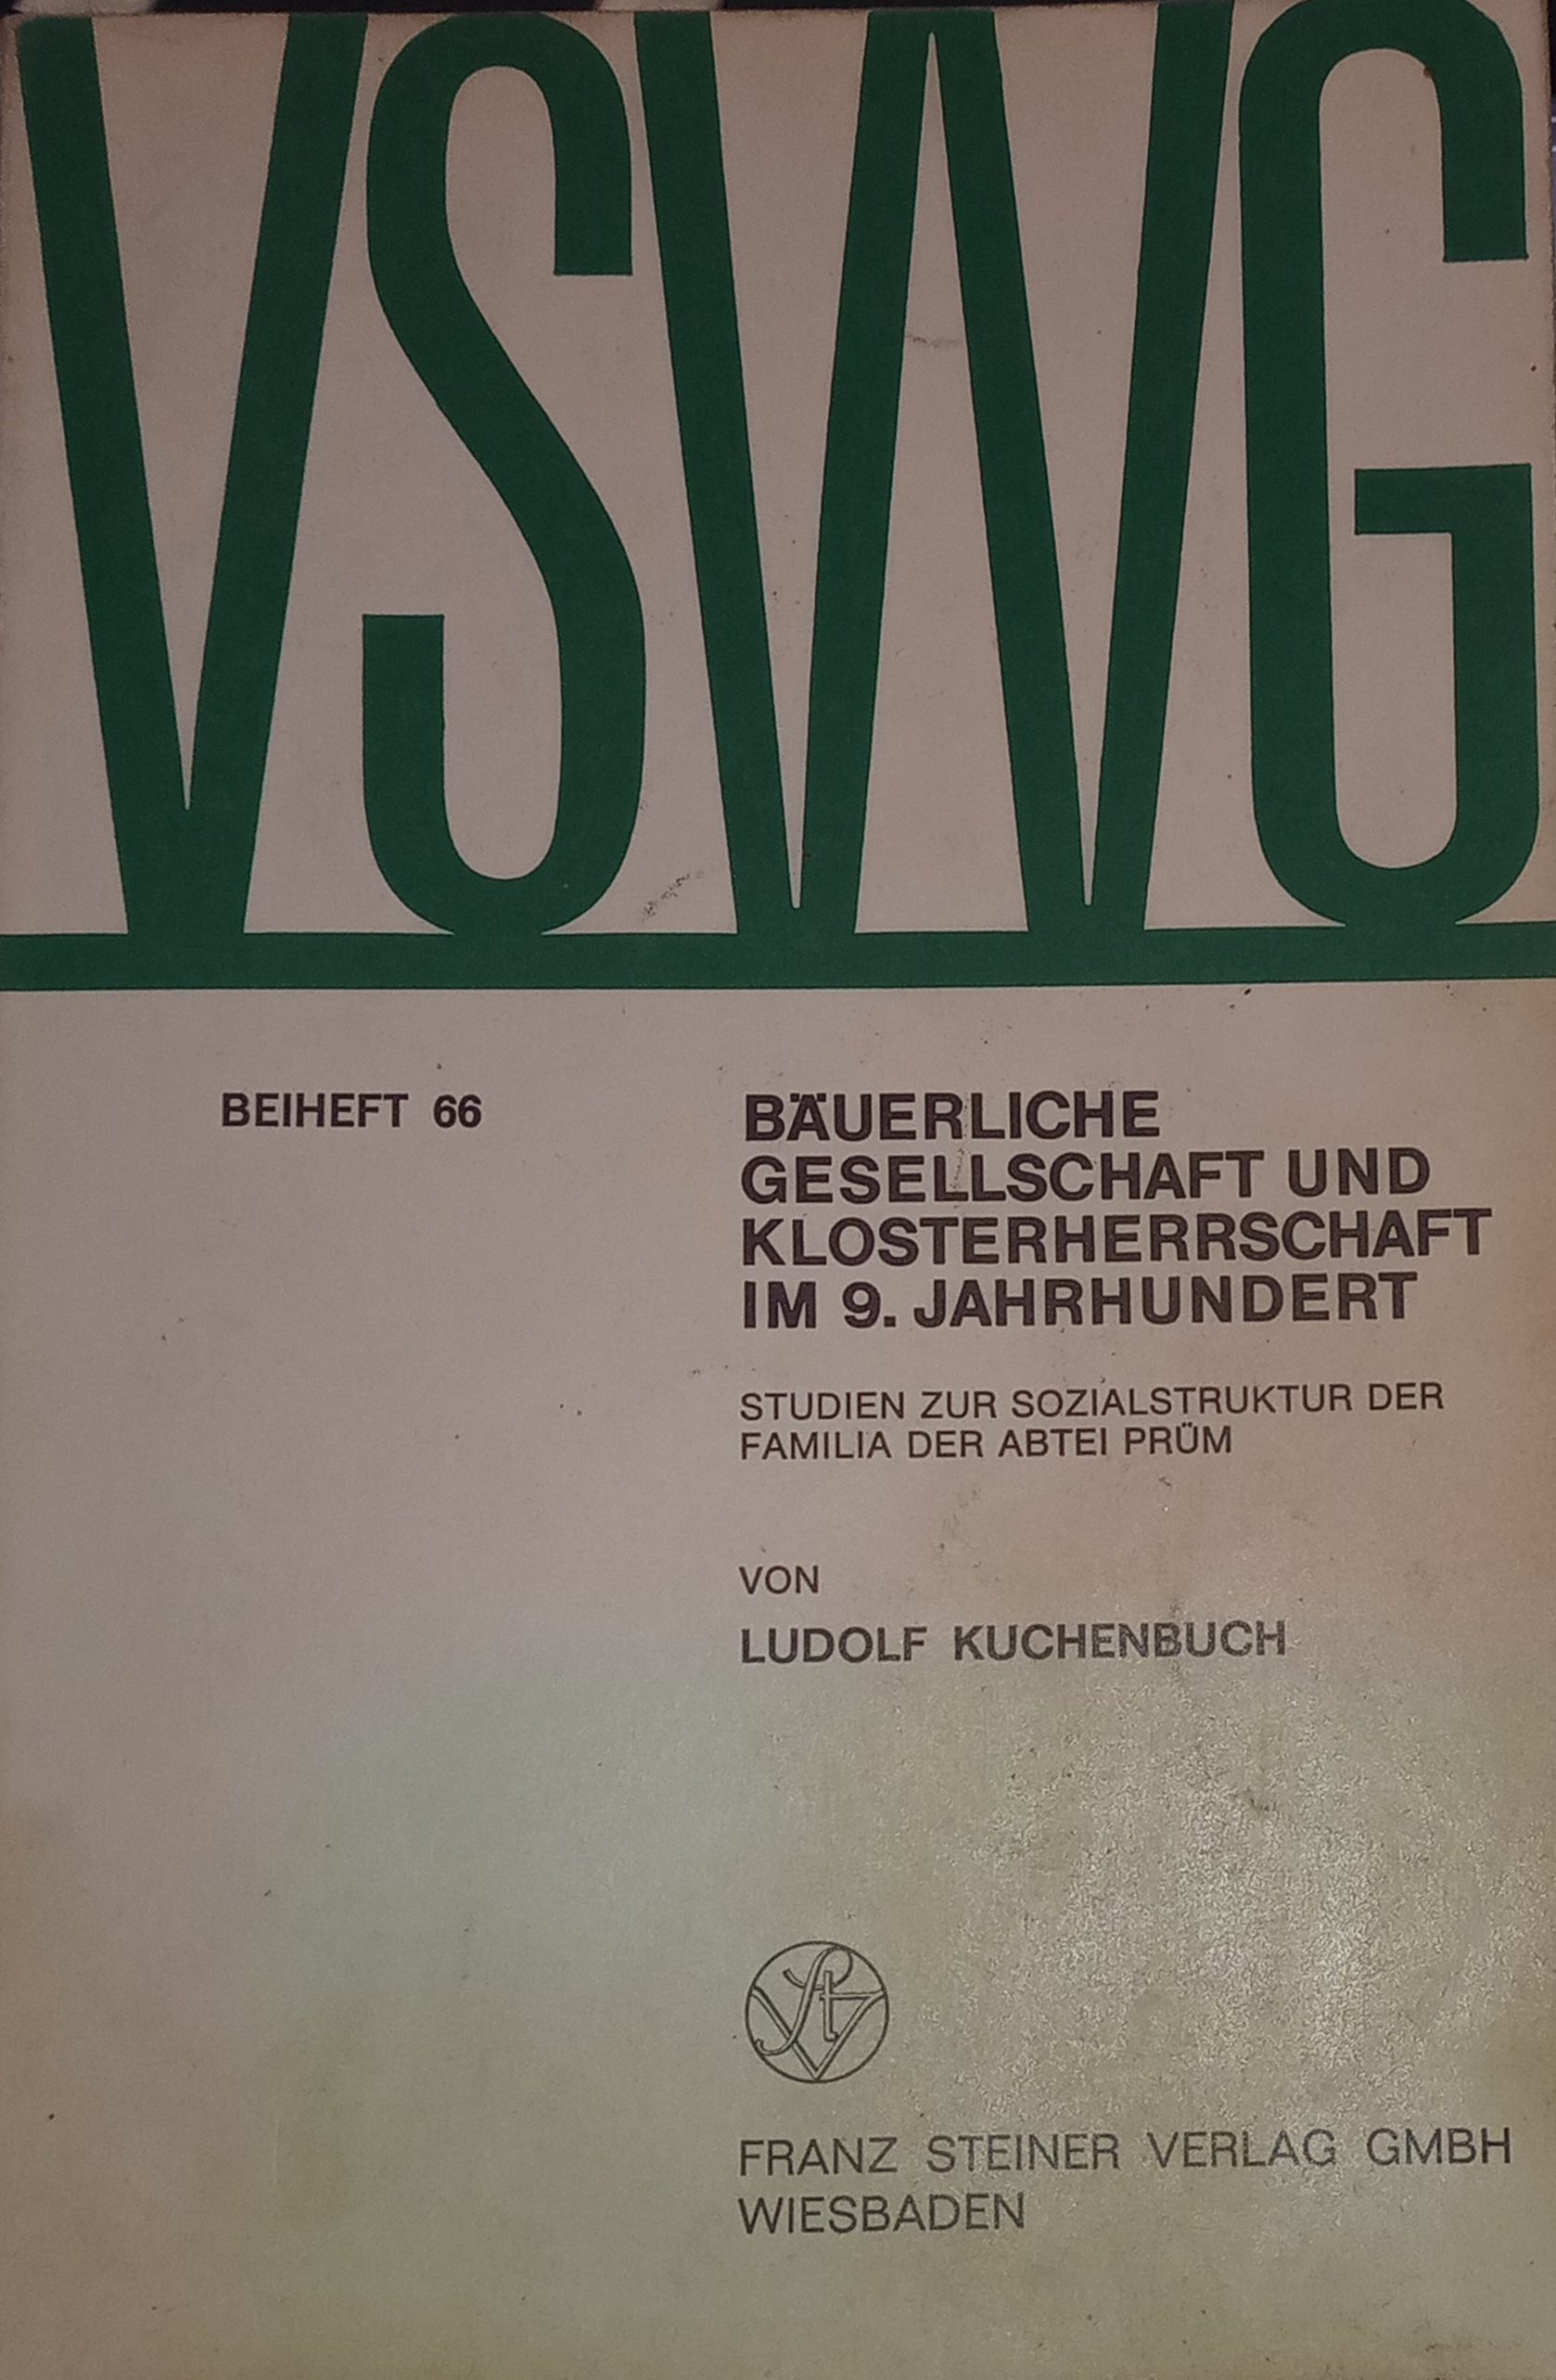 VSWG
BEIHEFT 66
BÄUERLICHE
GESELLSCHAFT UND
KLOSTERHERRSCHAFT
IM 9. JAHRHUNDERT
STUDIEN ZUR SOZIALSTRUKTUR DER
FAMILIA DER ABTEI PRÜM
VON
LUDOLF KUCHENBUCH
StV
FRANZ STEINER VERLAG GMBH
WIESBADEN